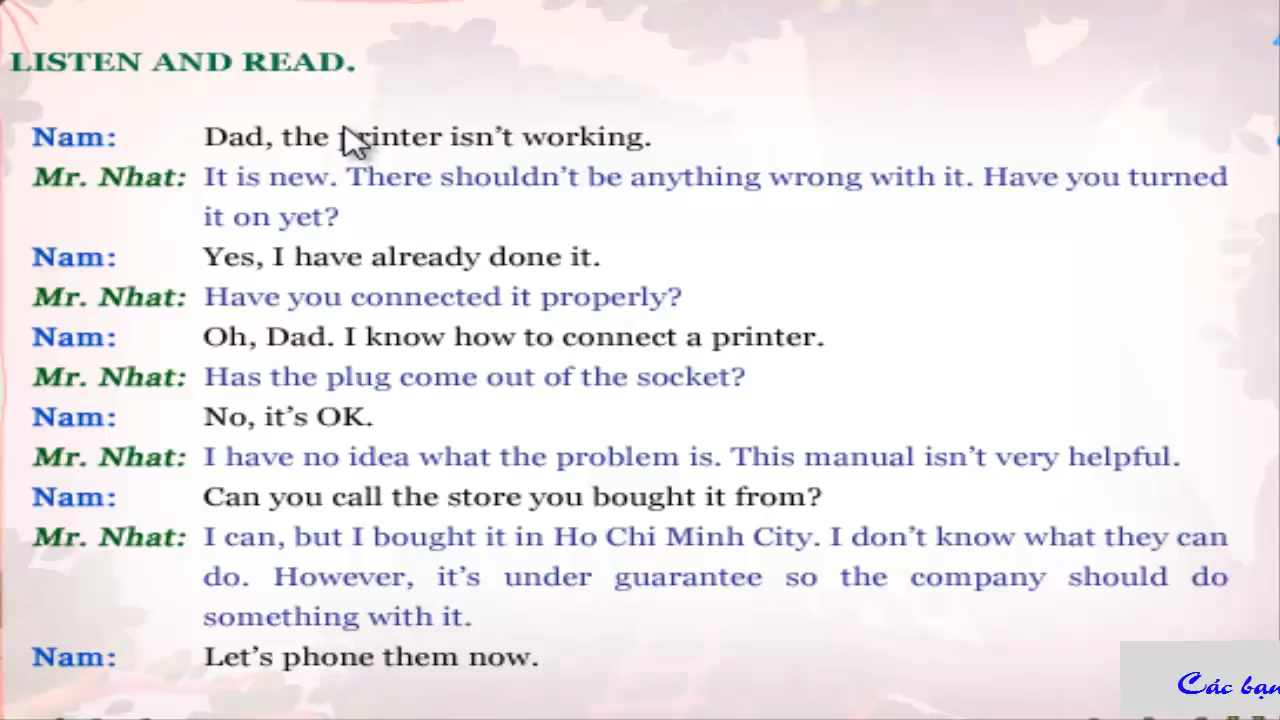 LISTEN AND READ.
Nam: Dad, the printer isn't working.
Mr. Nhat: It is new. There shouldn't be anything wrong with it. Have you turned
it on yet?
Nam: Yes, I have already done it.
Mr. Nhat: Have you connected it properly?
Nam: Oh, Dad. I know how to connect a printer.
Mr. Nhat: Has the plug come out of the socket?
Nam: No, it's OK.
Mr. Nhat: I have no idea what the problem is. This manual isn't very helpful.
Nam: Can you call the store you bought it from?
Mr. Nhat: I can, but I bought it in Ho Chi Minh City. I don't know what they can
do. However, it's under guarantee so the company should do
something with it.
Nam: Let's phone them now.
Các bạn